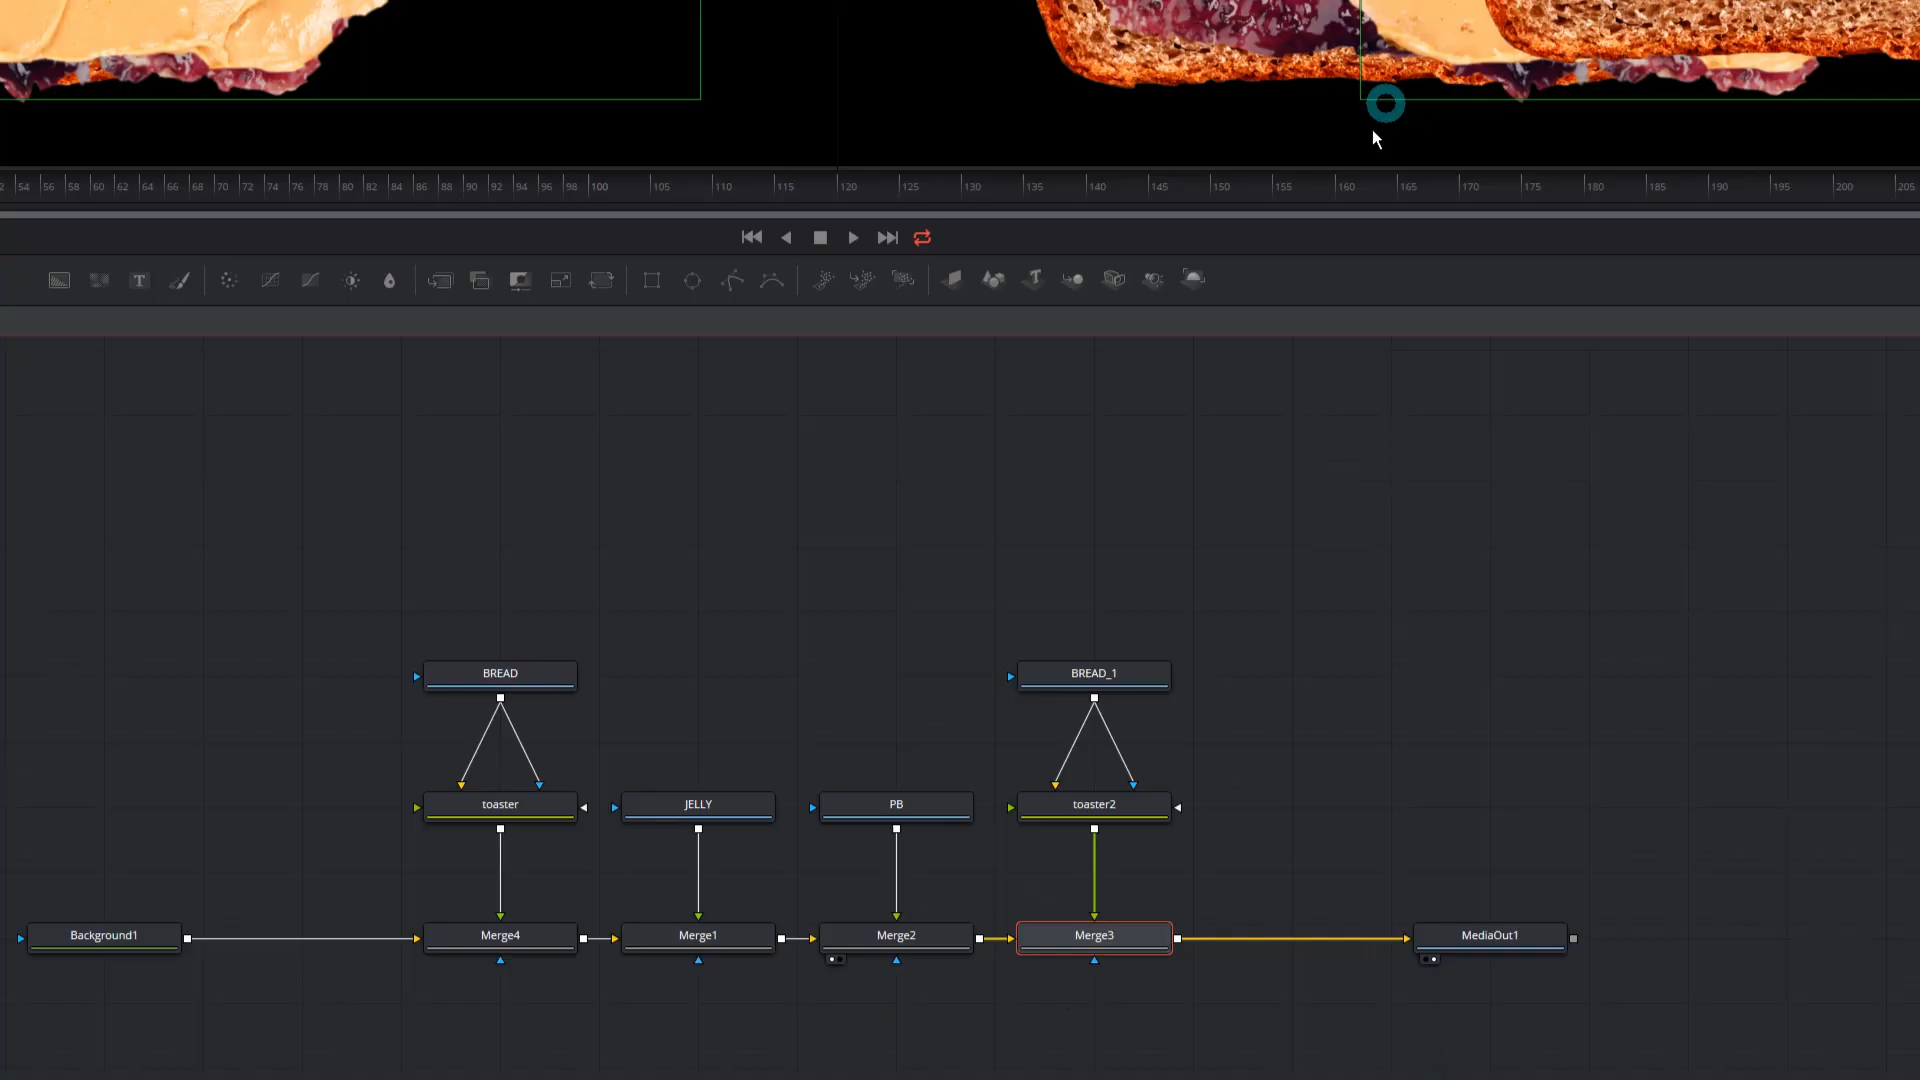 54 56 58 60 62 64 66 68 70 72 74 76 78 80 82 84 86 88 90 92 94 96 98 100 105 110 115 120 125 130 135 140 145 150 155 160 165 170 175 180 185 190 195 200 205
T
T
BREAD BREAD_1
toaster JELLY PB toaster2
Background1 Merge4 Merge1 Merge2 Merge3 MediaOut1